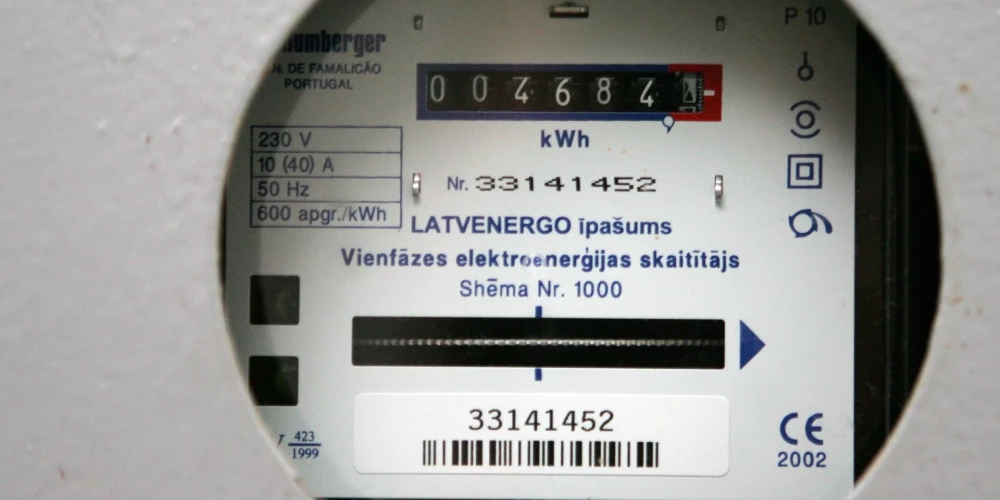 N. DE FAMALICÃO
PORTUGAL
P 10
004684
kWh
230 V
10 (40) A
50 Hz
600 apgr./kWh
Nr. 33141452
LATVENERGO īpašums
Vienfāzes elektroenerģijas skaitītājs
Shēma Nr. 1000
33141452
423
1999
CE
2002